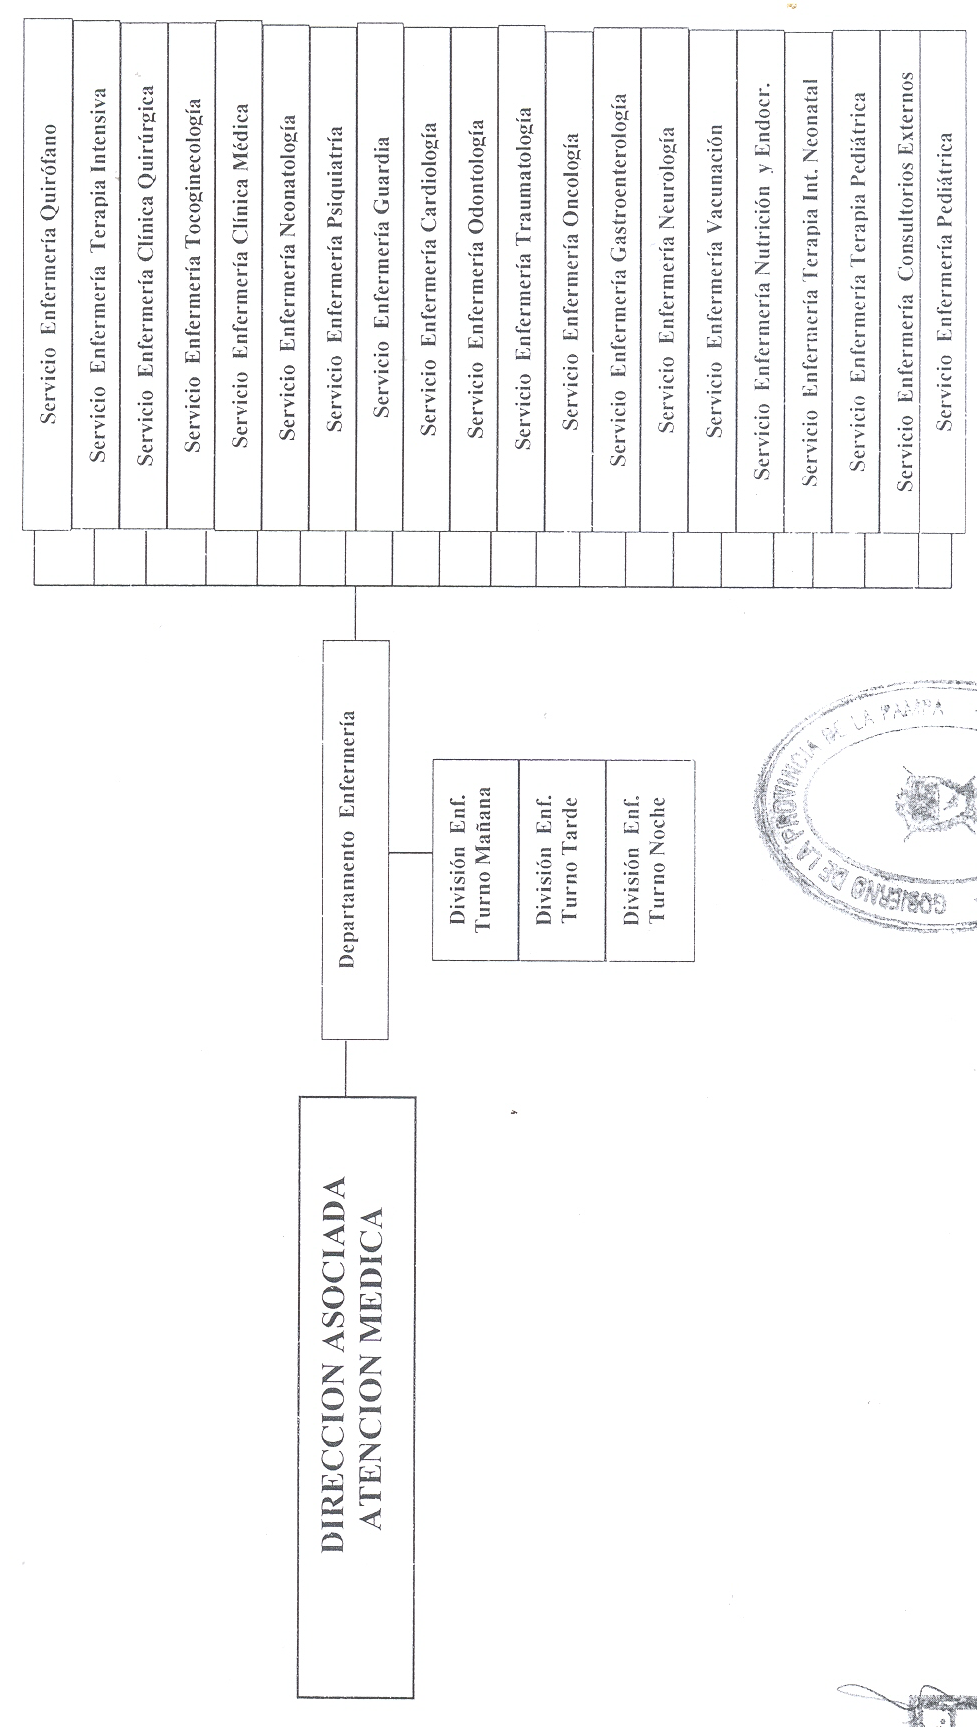 DIRECCION ASOCIADA
ATENCION MEDICA
Departamento Enfermería
División Enf.
Turno Mañana
División Enf.
Turno Tarde
División Enf.
Turno Noche
Servicio Enfermería Quirófano
Servicio Enfermería Terapia Intensiva
Servicio Enfermería Clínica Quirúrgica
Servicio Enfermería Tocoginecología
Servicio Enfermería Clínica Médica
Servicio Enfermería Neonatología
Servicio Enfermería Psiquiatría
Servicio Enfermería Guardia
Servicio Enfermería Cardiología
Servicio Enfermería Odontología
Servicio Enfermería Traumatología
Servicio Enfermería Oncología
Servicio Enfermería Gastroenterología
Servicio Enfermería Neurología
Servicio Enfermería Vacunación
Servicio Enfermería Nutrición y Endocr.
Servicio Enfermería Terapia Int. Neonatal
Servicio Enfermería Terapia Pediátrica
Servicio Enfermería Consultorios Externos
Servicio Enfermería Pediátrica
GOBIERNO DE LA PROVINCIA DE LA PAMPA